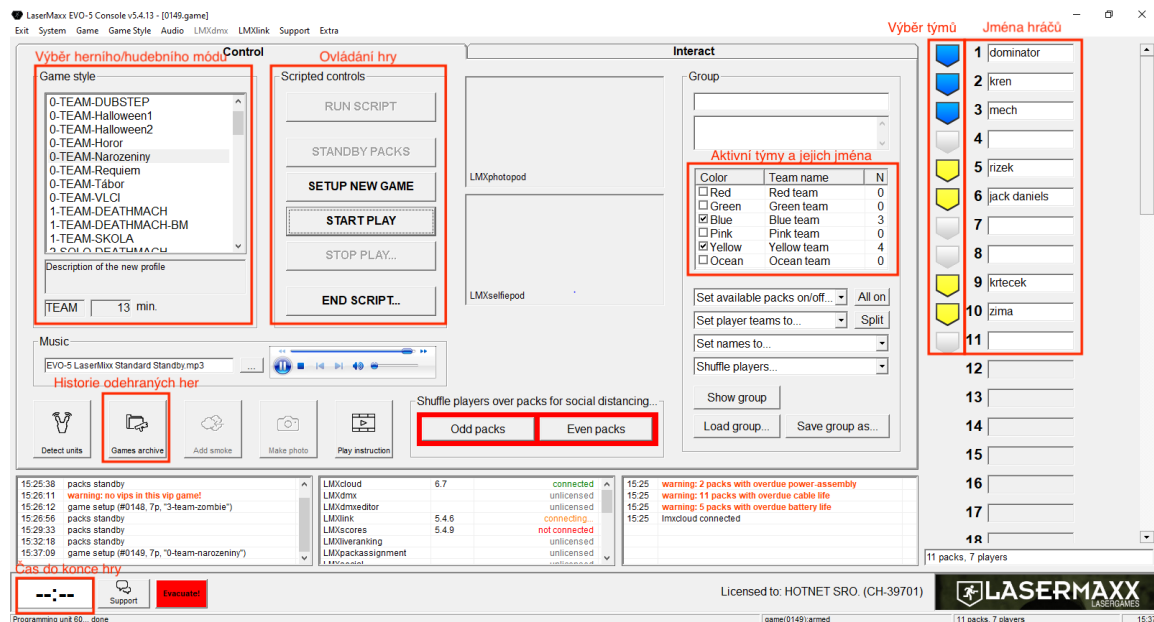 LaserMaxx EVO-5 Console v5.4.13 - [0149.game]
Exit System Game Game Style Audio LMXdmx LMXlink Support Extra
Výběr týmů
Jména hráčů
Control
Interact
Výběr herního/hudebního módu
Game style
0-TEAM-DUBSTEP
0-TEAM-Halloween1
0-TEAM-Halloween2
0-TEAM-Horor
0-TEAM-Narozeniny
0-TEAM-Requiem
0-TEAM-Tábor
0-TEAM-VLCI
1-TEAM-DEATHMACH
1-TEAM-DEATHMACH-BM
1-TEAM-SKOLA
2-SOLO-DEATHMACH
Description of the new profile
TEAM 13 min.
Ovládání hry
Scripted controls
RUN SCRIPT
STANDBY PACKS
SETUP NEW GAME
START PLAY
STOP PLAY...
END SCRIPT...
LMXphotopod
LMXselfiepod
Group
Aktivní týmy a jejich jména
Color Team name N
Red Red team 0
Green Green team 0
Blue Blue team 3
Pink Pink team 0
Yellow Yellow team 4
Ocean Ocean team 0
Set available packs on/off... All on
Set player teams to... Split
Set names to...
Shuffle players...
Show group
Load group... Save group as...
1 dominator
2 kren
3 mech
4
5 rizek
6 jack daniels
7
8
9 krtecek
10 zima
11
12
13
14
15
16
17
18
11 packs, 7 players
Music
EVO-5 LaserMixx Standard Standby.mp3 ...
Historie odehraných her
Detect units
Games archive
Add smoke
Make photo
Play instruction
Shuffle players over packs for social distancing...
Odd packs Even packs
15:25:38 packs standby
15:26:11 warning: no vips in this vip game!
15:26:12 game setup (#0148, 7p, "3-team-zombie")
15:26:56 packs standby
15:29:33 packs standby
15:32:18 packs standby
15:37:09 game setup (#0149, 7p, "0-team-narozeniny")
LMXcloud 6.7 connected
LMXdmx unlicensed
LMXdmxeditor unlicensed
LMXlink 5.4.6 connecting...
LMXscores 5.4.9 not connected
LMXliveranking unlicensed
LMXpackassignment unlicensed
LMXsocial unlicensed
15:25 warning: 2 packs with overdue power-assembly
15:25 warning: 11 packs with overdue cable life
15:25 warning: 5 packs with overdue battery life
15:25 lmxcloud connected
Čas do konce hry
--:--
Support
Evacuate!
Licensed to: HOTNET SRO. (CH-39701)
LASERMAXX
LASERGAMES
Programming unit 60... done
game(0149):armed
11 packs, 7 players
15:37